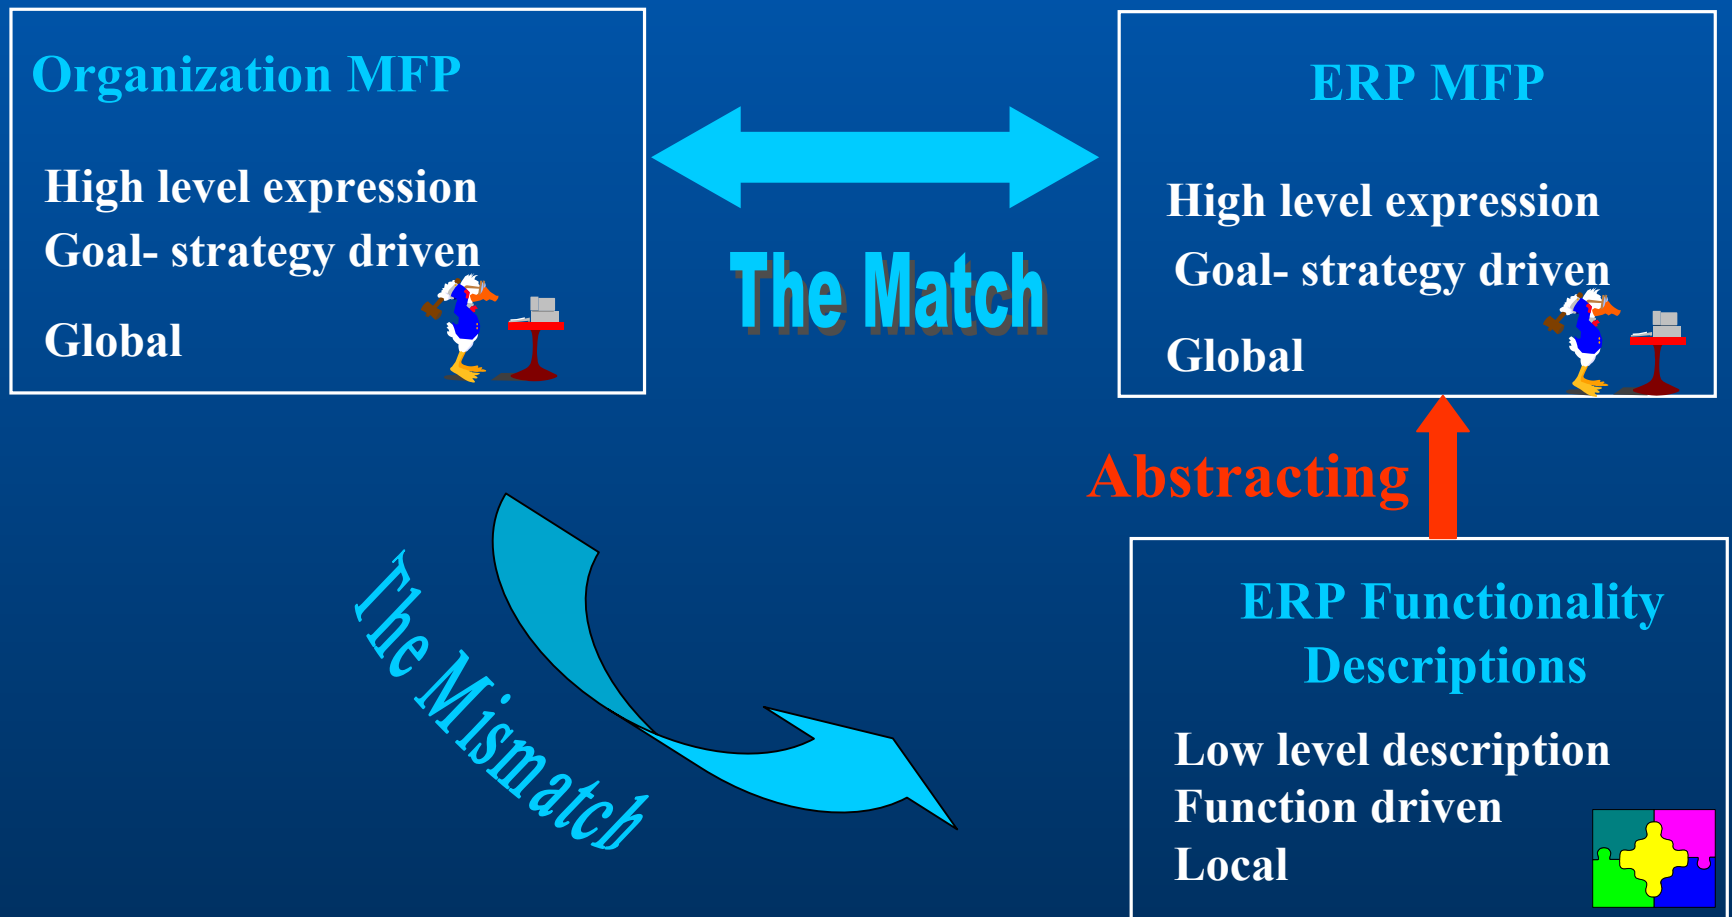 Organization MFP
High level expression
Goal- strategy driven
Global
The Match
ERP MFP
High level expression
Goal- strategy driven
Global
Abstracting
The Mismatch
ERP Functionality
Descriptions
Low level description
Function driven
Local